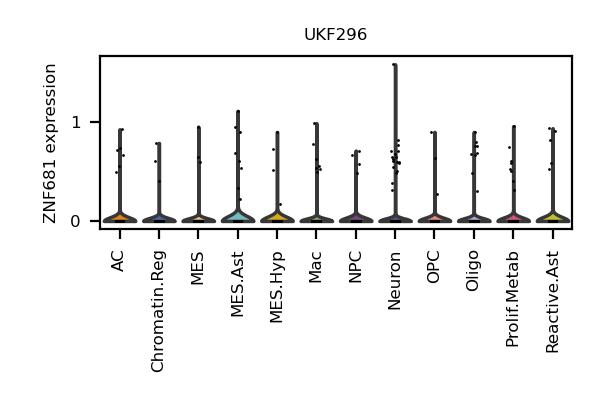 UKF296
ZNF681 expression
1
0
AC
Chromatin.Reg
MES
MES.Ast
MES.Hyp
Mac
NPC
Neuron
OPC
Oligo
Prolif.Metab
Reactive.Ast